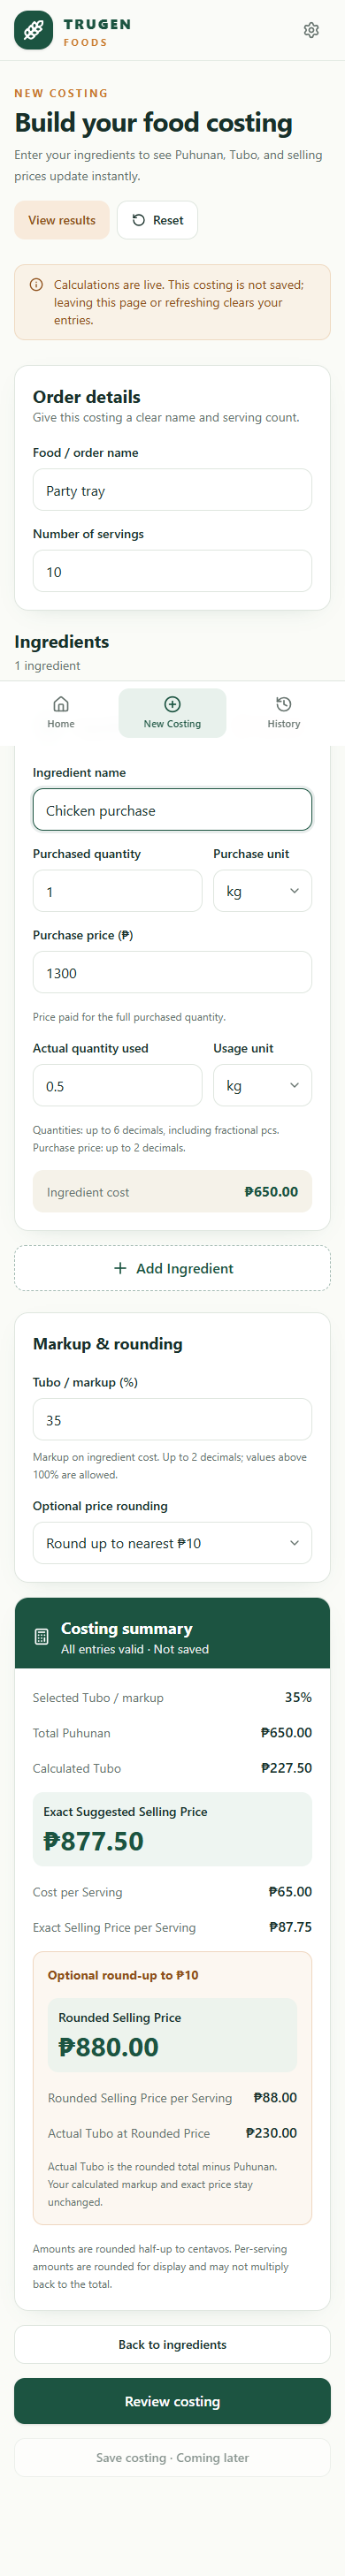 TRUGEN
FOODS
NEW COSTING
Build your food costing
Enter your ingredients to see Puhunan, Tubo, and selling
prices update instantly.
View results
Reset
Calculations are live. This costing is not saved;
leaving this page or refreshing clears your
entries.
Order details
Give this costing a clear name and serving count.
Food / order name
Party tray
Number of servings
10
Ingredients
1 ingredient
Home
New Costing
History
Ingredient name
Chicken purchase
Purchased quantity
Purchase unit
1
kg
Purchase price (₱)
1300
Price paid for the full purchased quantity.
Actual quantity used
Usage unit
0.5
kg
Quantities: up to 6 decimals, including fractional pcs.
Purchase price: up to 2 decimals.
Ingredient cost
₱650.00
Add Ingredient
Markup & rounding
Tubo / markup (%)
35
Markup on ingredient cost. Up to 2 decimals; values above
100% are allowed.
Optional price rounding
Round up to nearest ₱10
Costing summary
All entries valid · Not saved
Selected Tubo / markup
35%
Total Puhunan
₱650.00
Calculated Tubo
₱227.50
Exact Suggested Selling Price
₱877.50
Cost per Serving
₱65.00
Exact Selling Price per Serving
₱87.75
Optional round-up to ₱10
Rounded Selling Price
₱880.00
Rounded Selling Price per Serving
₱88.00
Actual Tubo at Rounded Price
₱230.00
Actual Tubo is the rounded total minus Puhunan.
Your calculated markup and exact price stay
unchanged.
Amounts are rounded half-up to centavos. Per-serving
amounts are rounded for display and may not multiply
back to the total.
Back to ingredients
Review costing
Save costing · Coming later